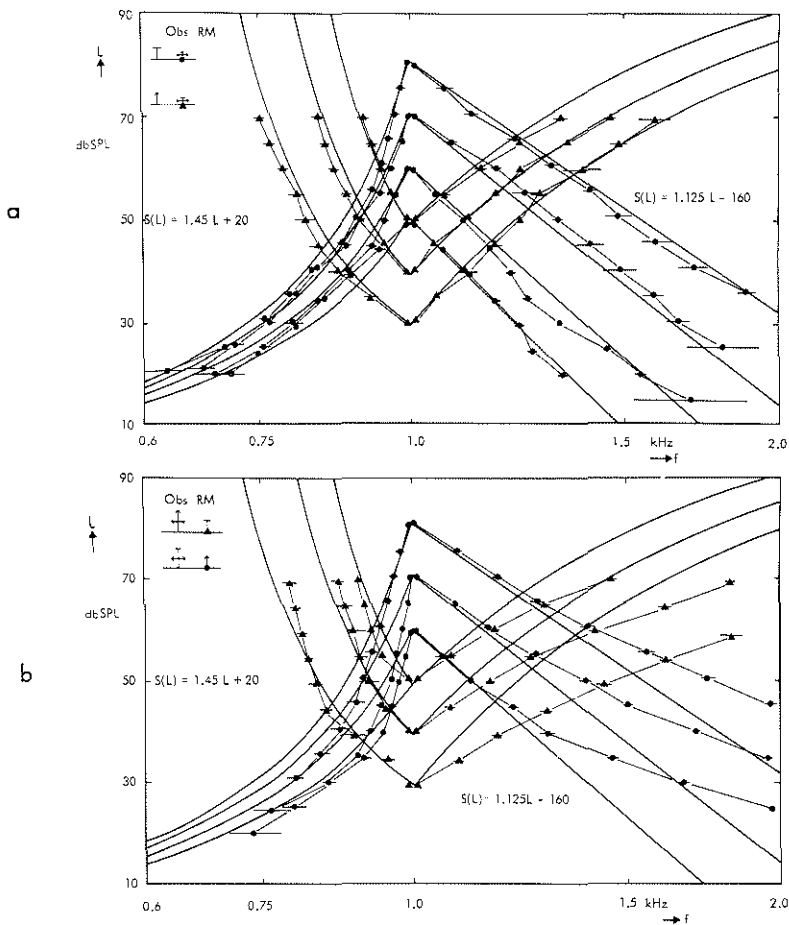 a
90
L
Obs RM
70
dbSPL
50
S(L) = 1.45 L + 20
S(L) = 1.125 L - 160
30
10
0.6
0.75
1.0
1.5
kHz
2.0
f
b
90
L
Obs RM
70
dbSPL
50
S(L) = 1.45 L + 20
S(L)= 1.125L - 160
30
10
0.6
0.75
1.0
1.5
kHz
2.0
f